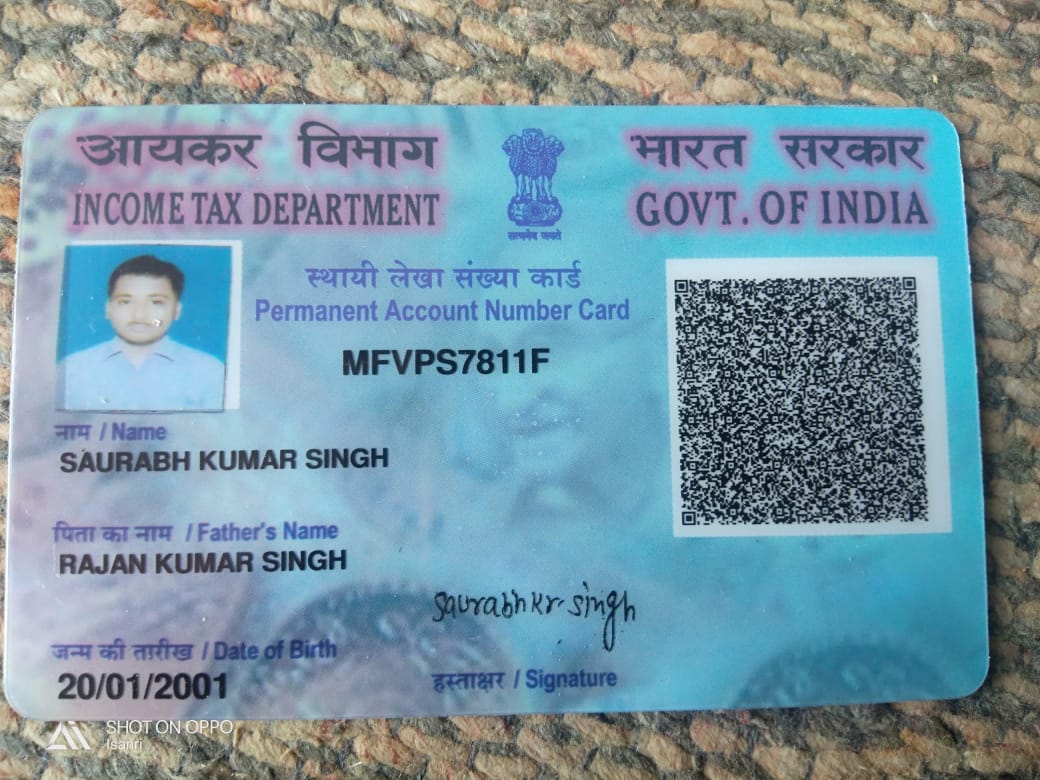 आयकर विभाग
INCOME TAX DEPARTMENT
भारत सरकार
GOVT. OF INDIA
सत्यमेव जयते
स्थायी लेखा संख्या कार्ड
Permanent Account Number Card
MFVPS7811F
नाम / Name
SAURABH KUMAR SINGH
पिता का नाम / Father's Name
RAJAN KUMAR SINGH
saurabh kr. singh
जन्म की तारीख / Date of Birth
20/01/2001
हस्ताक्षर / Signature
SHOT ON OPPO